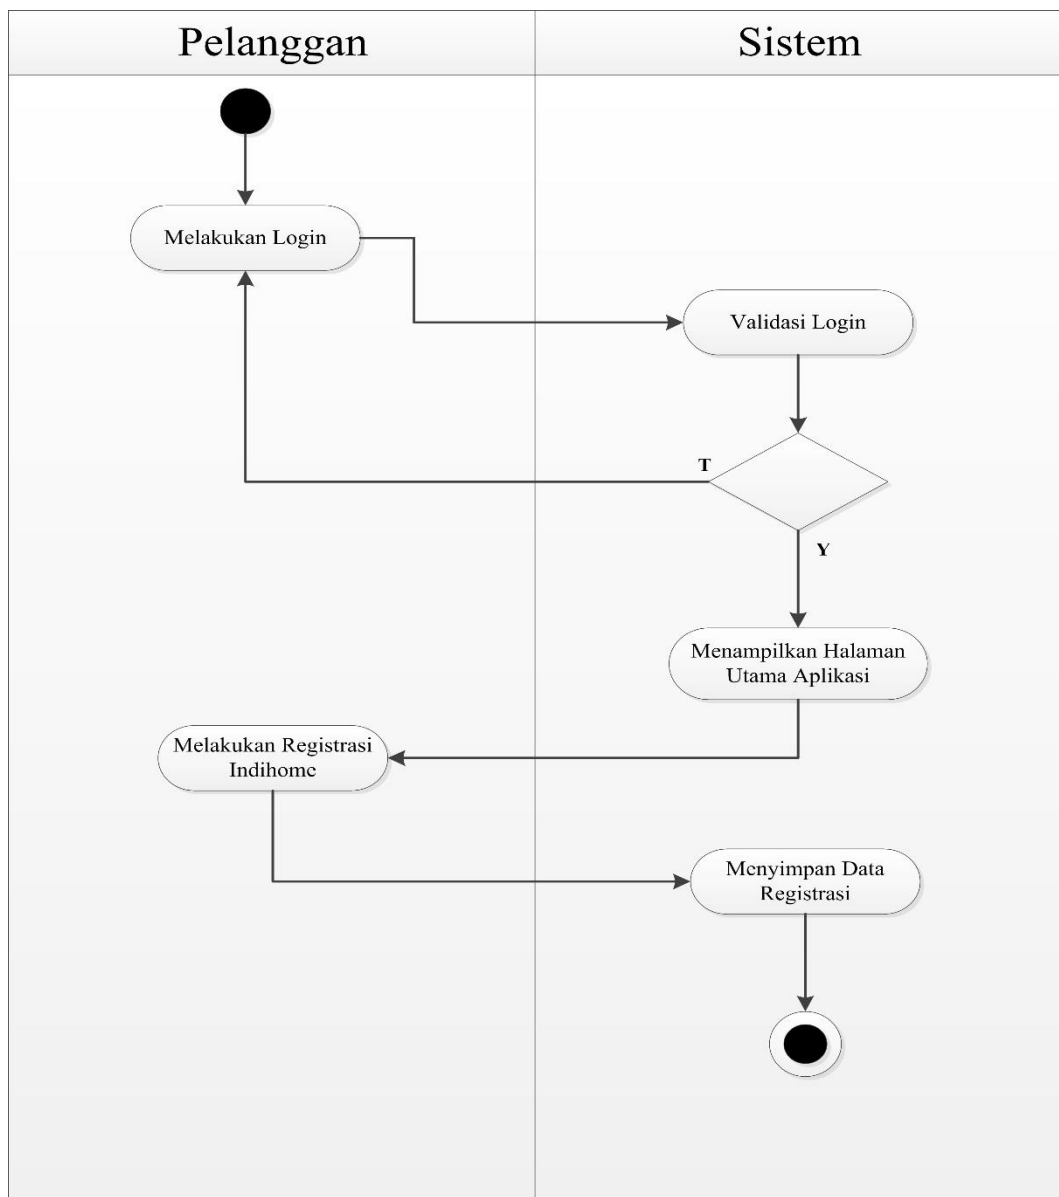 Pelanggan
Sistem
Melakukan Login
Validasi Login
T
Y
Menampilkan Halaman
Utama Aplikasi
Melakukan Registrasi
Indihome
Menyimpan Data
Registrasi